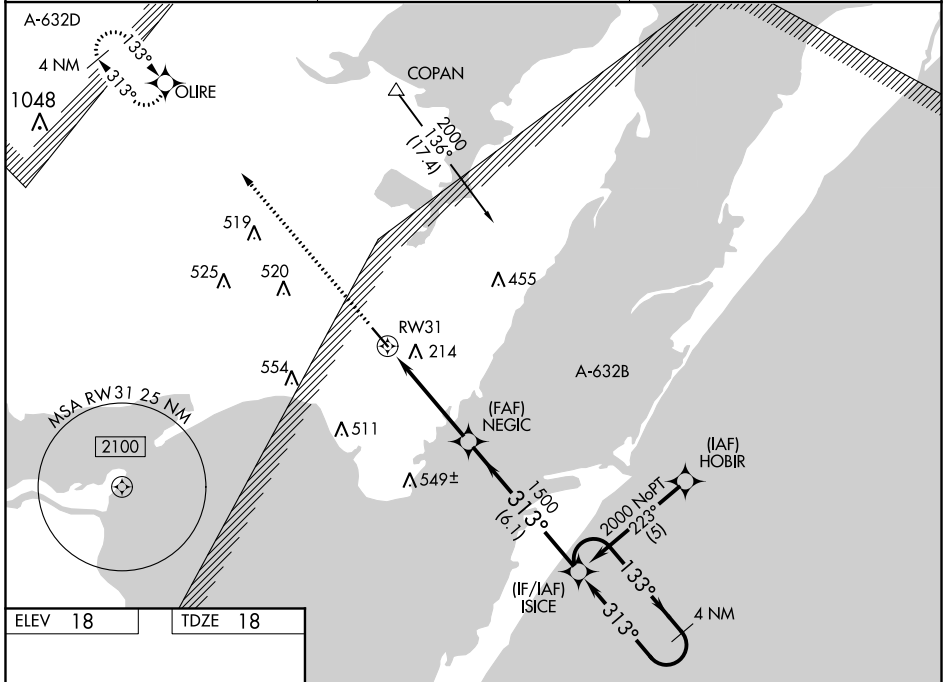 A-632D
133°
4 NM
313°
OLIRE
1048
COPAN
2000
136°
(17.4)
519
525
520
455
RW31
214
554
A-632B
MSA RW31 25 NM
(FAF)
NEGIC
511
2100
(IAF)
HOBIR
549±
1500
313°
(6.1)
2000 NoPT
223°
(5)
(IF/IAF)
ISICE
133°
313°
4 NM
ELEV 18
TDZE 18